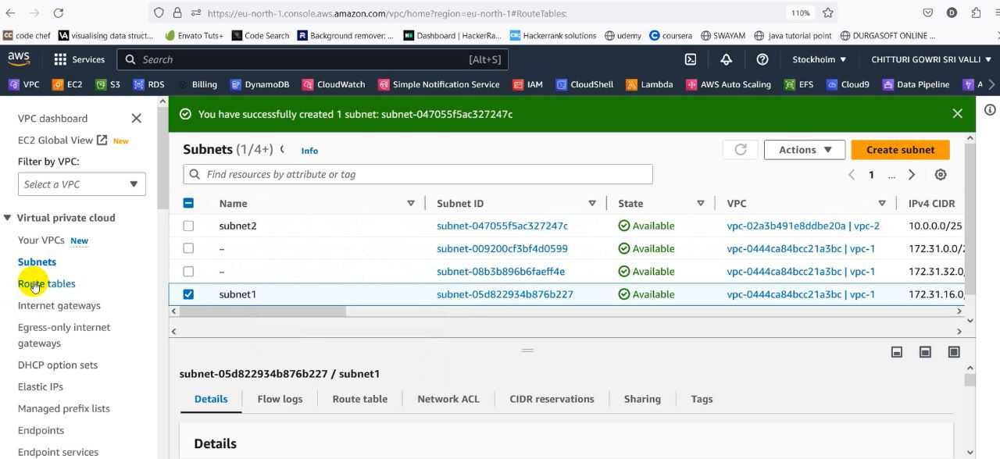 https://eu-north-1.console.aws.amazon.com/vpc/home?region=eu-north-1#RouteTables: 110% D
CC code chef VA visualising data struct... Envato Tuts+ Code Search R Background remover: ... Dashboard | HackerRa... Hackerrank solutions udemy C coursera SWAYAM java tutorial point DURGASOFT ONLINE ...
aws Services Search [Alt+S] Stockholm CHITTURI GOWRI SRI VALLI
VPC EC2 S3 RDS Billing DynamoDB CloudWatch Simple Notification Service IAM CloudShell Lambda AWS Auto Scaling EFS Cloud9 Data Pipeline A
VPC dashboard
EC2 Global View New
Filter by VPC:
Select a VPC
Virtual private cloud
Your VPCs New
Subnets
Route tables
Internet gateways
Egress-only internet
gateways
DHCP option sets
Elastic IPs
Managed prefix lists
Endpoints
Endpoint services
You have successfully created 1 subnet: subnet-047055f5ac327247c
Subnets (1/4+) Info Actions Create subnet
Find resources by attribute or tag 1 ...
Name Subnet ID State VPC IPv4 CIDR
subnet2 subnet-047055f5ac327247c Available vpc-02a3b491e8ddbe20a | vpc-2 10.0.0.0/25
– subnet-009200cf3bf4d0599 Available vpc-0444ca84bcc21a3bc | vpc-1 172.31.0.0/2
– subnet-08b3b896b6faeff4e Available vpc-0444ca84bcc21a3bc | vpc-1 172.31.32.0
subnet1 subnet-05d822934b876b227 Available vpc-0444ca84bcc21a3bc | vpc-1 172.31.16.0
subnet-05d822934b876b227 / subnet1
Details Flow logs Route table Network ACL CIDR reservations Sharing Tags
Details